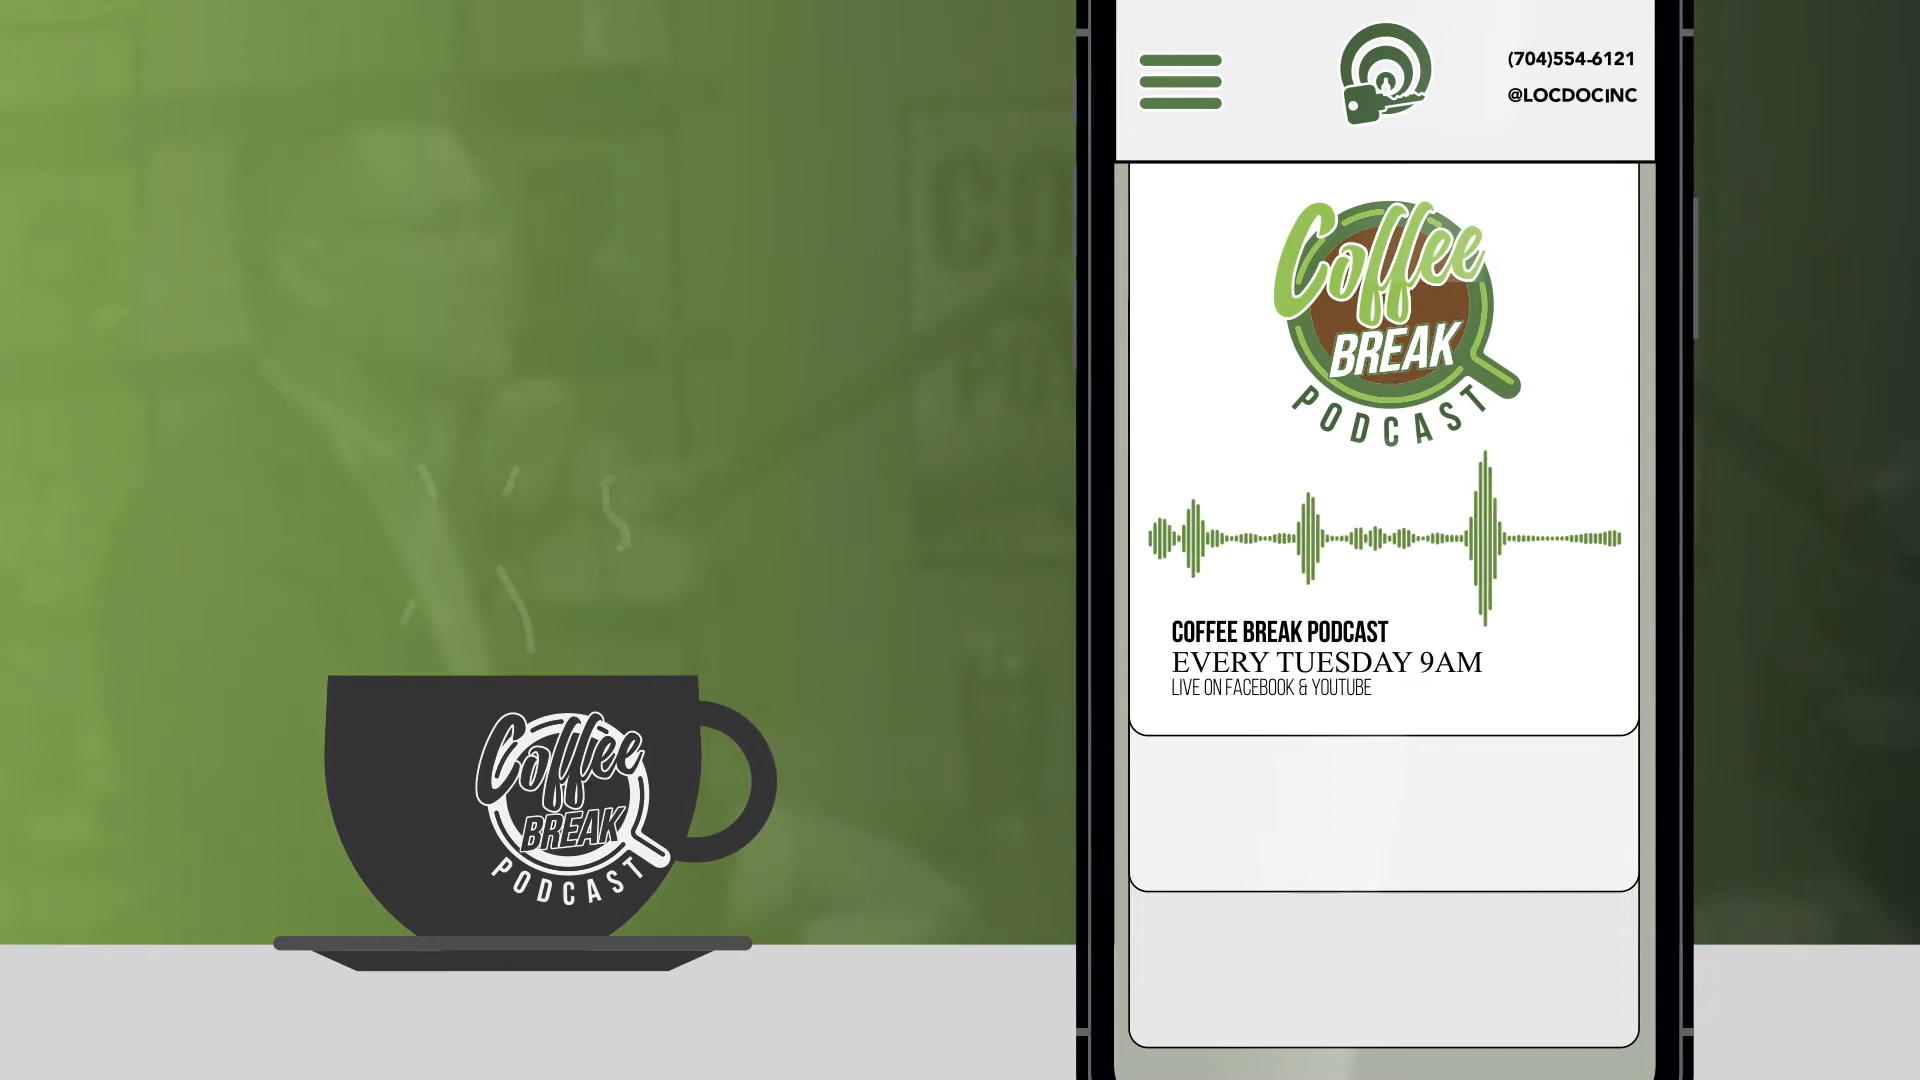 (704)554-6121
@LOCDOCINC
Coffee
BREAK
PODCAST
COFFEE BREAK PODCAST
EVERY TUESDAY 9AM
LIVE ON FACEBOOK & YOUTUBE
Coffee
BREAK
PODCAST